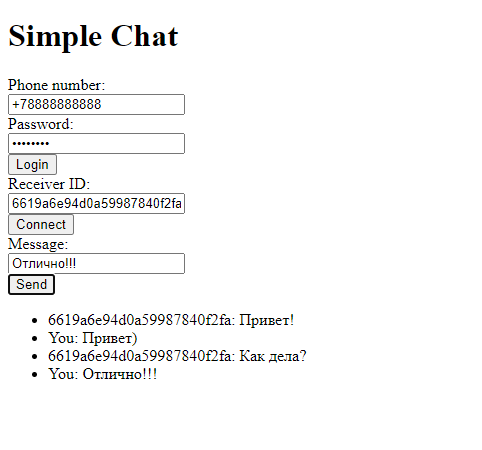 Simple Chat
Phone number:
+78888888888
Password:
••••••••
Login
Receiver ID:
6619a6e94d0a59987840f2fa
Connect
Message:
Отлично!!!
Send
• 6619a6e94d0a59987840f2fa: Привет!
• You: Привет)
• 6619a6e94d0a59987840f2fa: Как дела?
• You: Отлично!!!